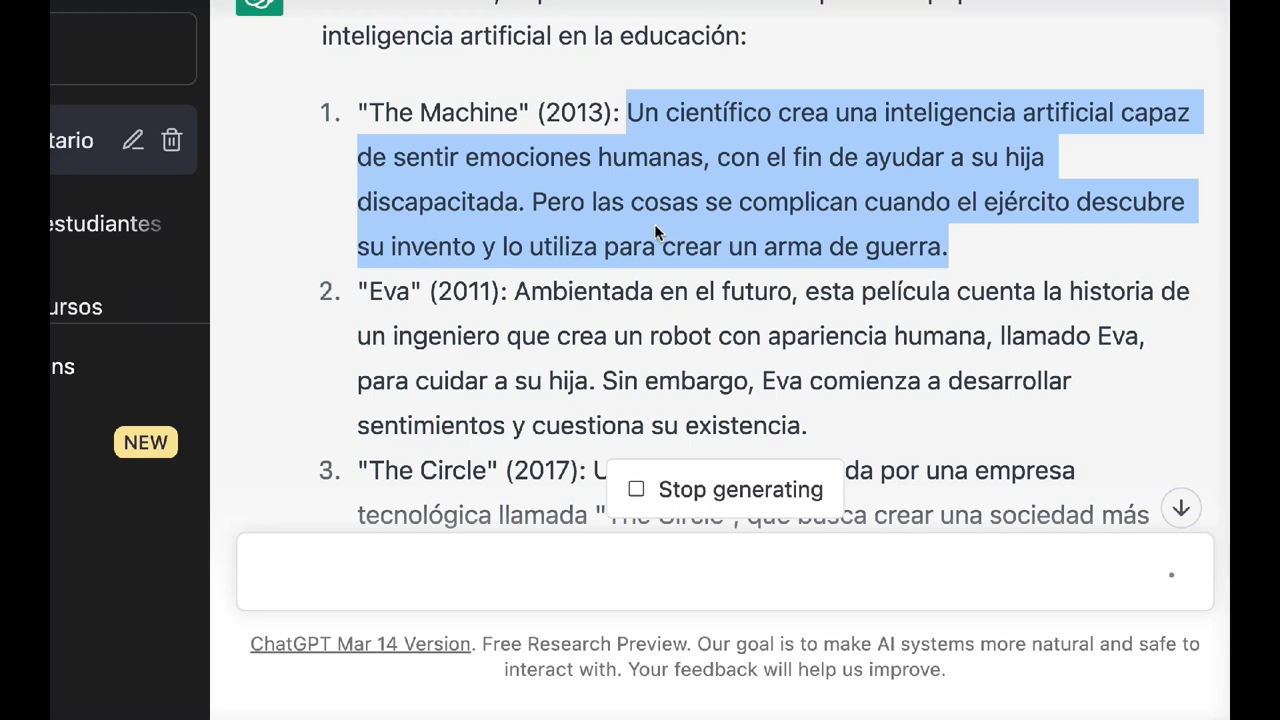 inteligencia artificial en la educación:
1. "The Machine" (2013): Un científico crea una inteligencia artificial capaz
de sentir emociones humanas, con el fin de ayudar a su hija
discapacitada. Pero las cosas se complican cuando el ejército descubre
su invento y lo utiliza para crear un arma de guerra.
2. "Eva" (2011): Ambientada en el futuro, esta película cuenta la historia de
un ingeniero que crea un robot con apariencia humana, llamado Eva,
para cuidar a su hija. Sin embargo, Eva comienza a desarrollar
sentimientos y cuestiona su existencia.
3. "The Circle" (2017): U da por una empresa
tecnológica llamada "The Circle", que busca crear una sociedad más
Stop generating
tario
estudiantes
ursos
ns
NEW
ChatGPT Mar 14 Version. Free Research Preview. Our goal is to make AI systems more natural and safe to
interact with. Your feedback will help us improve.